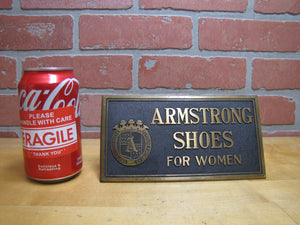 Coca-Cola
PLEASE
HANDLE WITH CARE
FRAGILE
THANK YOU
ARMSTRONG
SHOES
FOR WOMEN